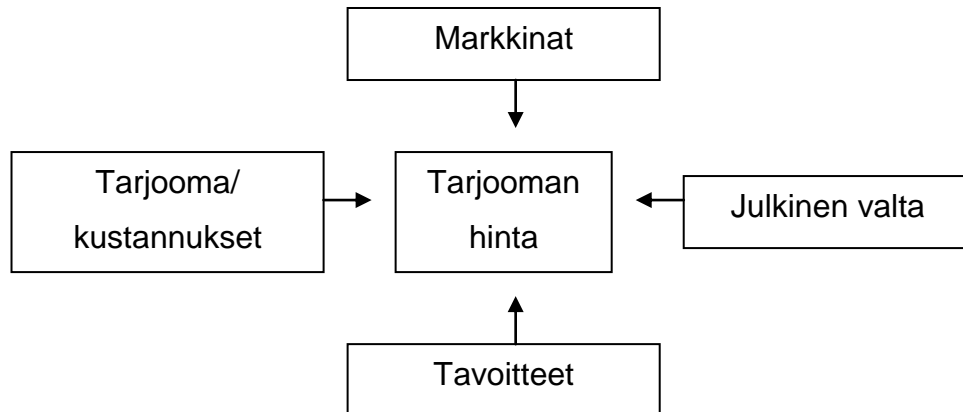 Markkinat
Tarjooma/
kustannukset
Tarjooman
hinta
Julkinen valta
Tavoitteet